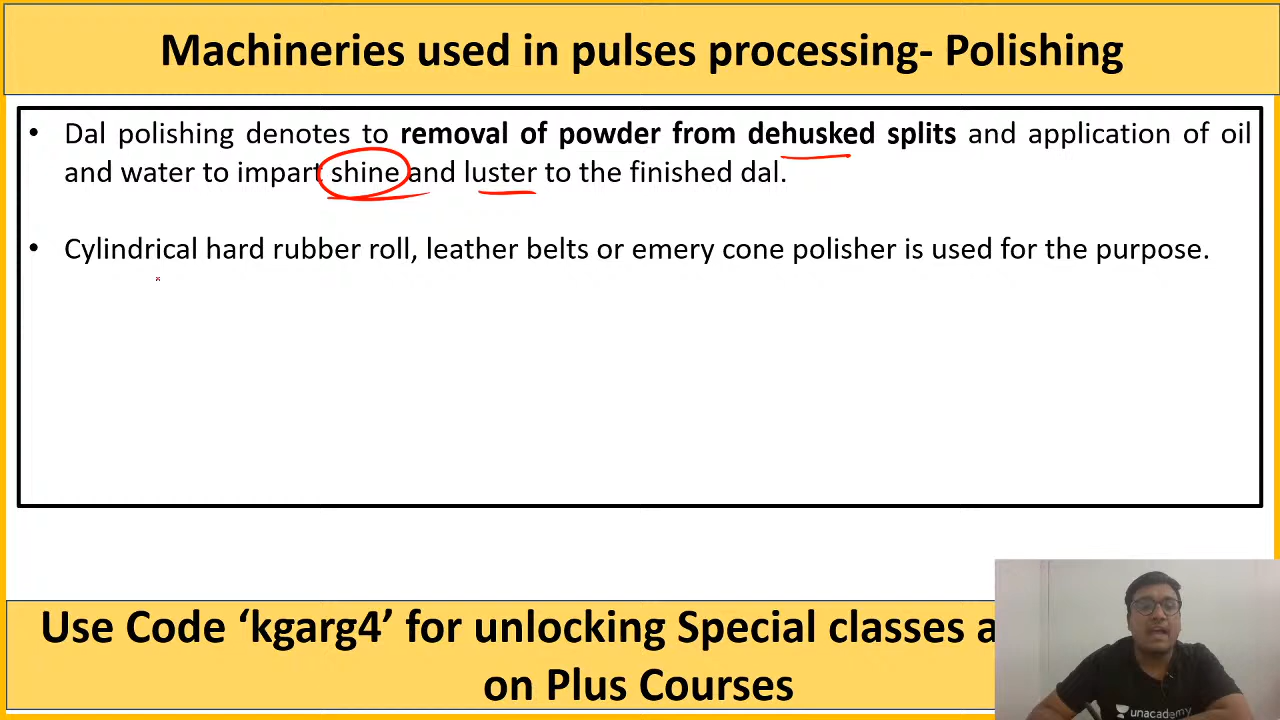 Machineries used in pulses processing- Polishing
• Dal polishing denotes to removal of powder from dehusked splits and application of oil
and water to impart shine and luster to the finished dal.
• Cylindrical hard rubber roll, leather belts or emery cone polisher is used for the purpose.
Use Code ‘kgarg4’ for unlocking Special classes a
on Plus Courses
unacademy